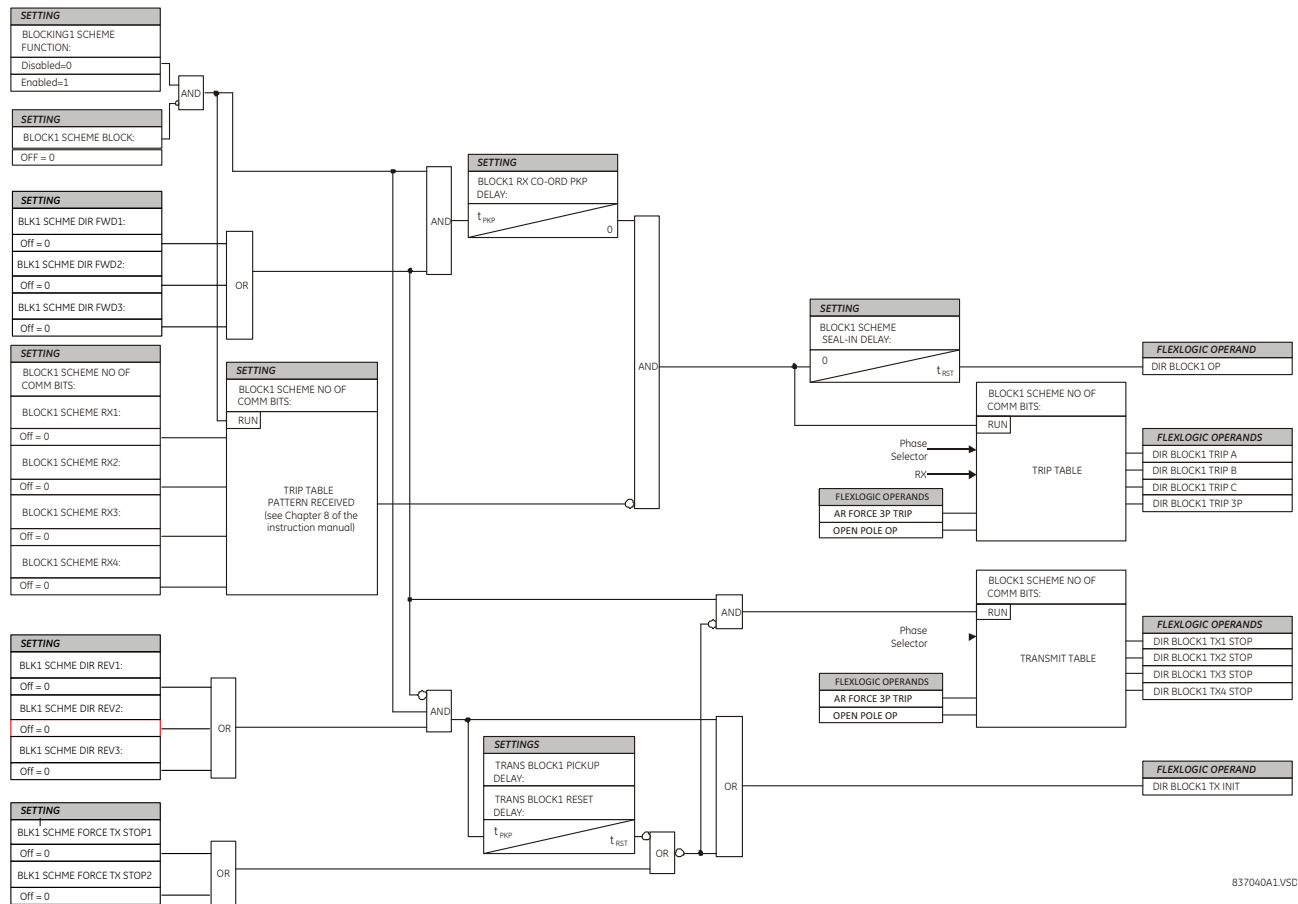 SETTING
BLOCKING1 SCHEME
FUNCTION:
Disabled=0
Enabled=1
AND
SETTING
BLOCK1 SCHEME BLOCK:
OFF = 0
SETTING
BLK1 SCHME DIR FWD1:
Off = 0
BLK1 SCHME DIR FWD2:
Off = 0
BLK1 SCHME DIR FWD3:
Off = 0
OR
SETTING
BLOCK1 SCHEME NO OF
COMM BITS:
BLOCK1 SCHEME RX1:
Off = 0
BLOCK1 SCHEME RX2:
Off = 0
BLOCK1 SCHEME RX3:
Off = 0
BLOCK1 SCHEME RX4:
Off = 0
SETTING
BLOCK1 SCHEME NO OF
COMM BITS:
RUN
TRIP TABLE
PATTERN RECEIVED
(see Chapter 8 of the
instruction manual)
AND
SETTING
BLOCK1 RX CO-ORD PKP
DELAY:
t PKP
0
AND
SETTING
BLOCK1 SCHEME
SEAL-IN DELAY:
0
t RST
FLEXLOGIC OPERAND
DIR BLOCK1 OP
BLOCK1 SCHEME NO OF
COMM BITS:
RUN
TRIP TABLE
Phase
Selector
RX
FLEXLOGIC OPERANDS
AR FORCE 3P TRIP
OPEN POLE OP
FLEXLOGIC OPERANDS
DIR BLOCK1 TRIP A
DIR BLOCK1 TRIP B
DIR BLOCK1 TRIP C
DIR BLOCK1 TRIP 3P
AND
BLOCK1 SCHEME NO OF
COMM BITS:
RUN
TRANSMIT TABLE
Phase
Selector
FLEXLOGIC OPERANDS
AR FORCE 3P TRIP
OPEN POLE OP
FLEXLOGIC OPERANDS
DIR BLOCK1 TX1 STOP
DIR BLOCK1 TX2 STOP
DIR BLOCK1 TX3 STOP
DIR BLOCK1 TX4 STOP
SETTING
BLK1 SCHME DIR REV1:
Off = 0
BLK1 SCHME DIR REV2:
Off = 0
BLK1 SCHME DIR REV3:
Off = 0
OR
AND
SETTINGS
TRANS BLOCK1 PICKUP
DELAY:
TRANS BLOCK1 RESET
DELAY:
t PKP
t RST
OR
OR
FLEXLOGIC OPERAND
DIR BLOCK1 TX INIT
SETTING
BLK1 SCHME FORCE TX STOP1
Off = 0
BLK1 SCHME FORCE TX STOP2
Off = 0
OR
837040A1.VSD